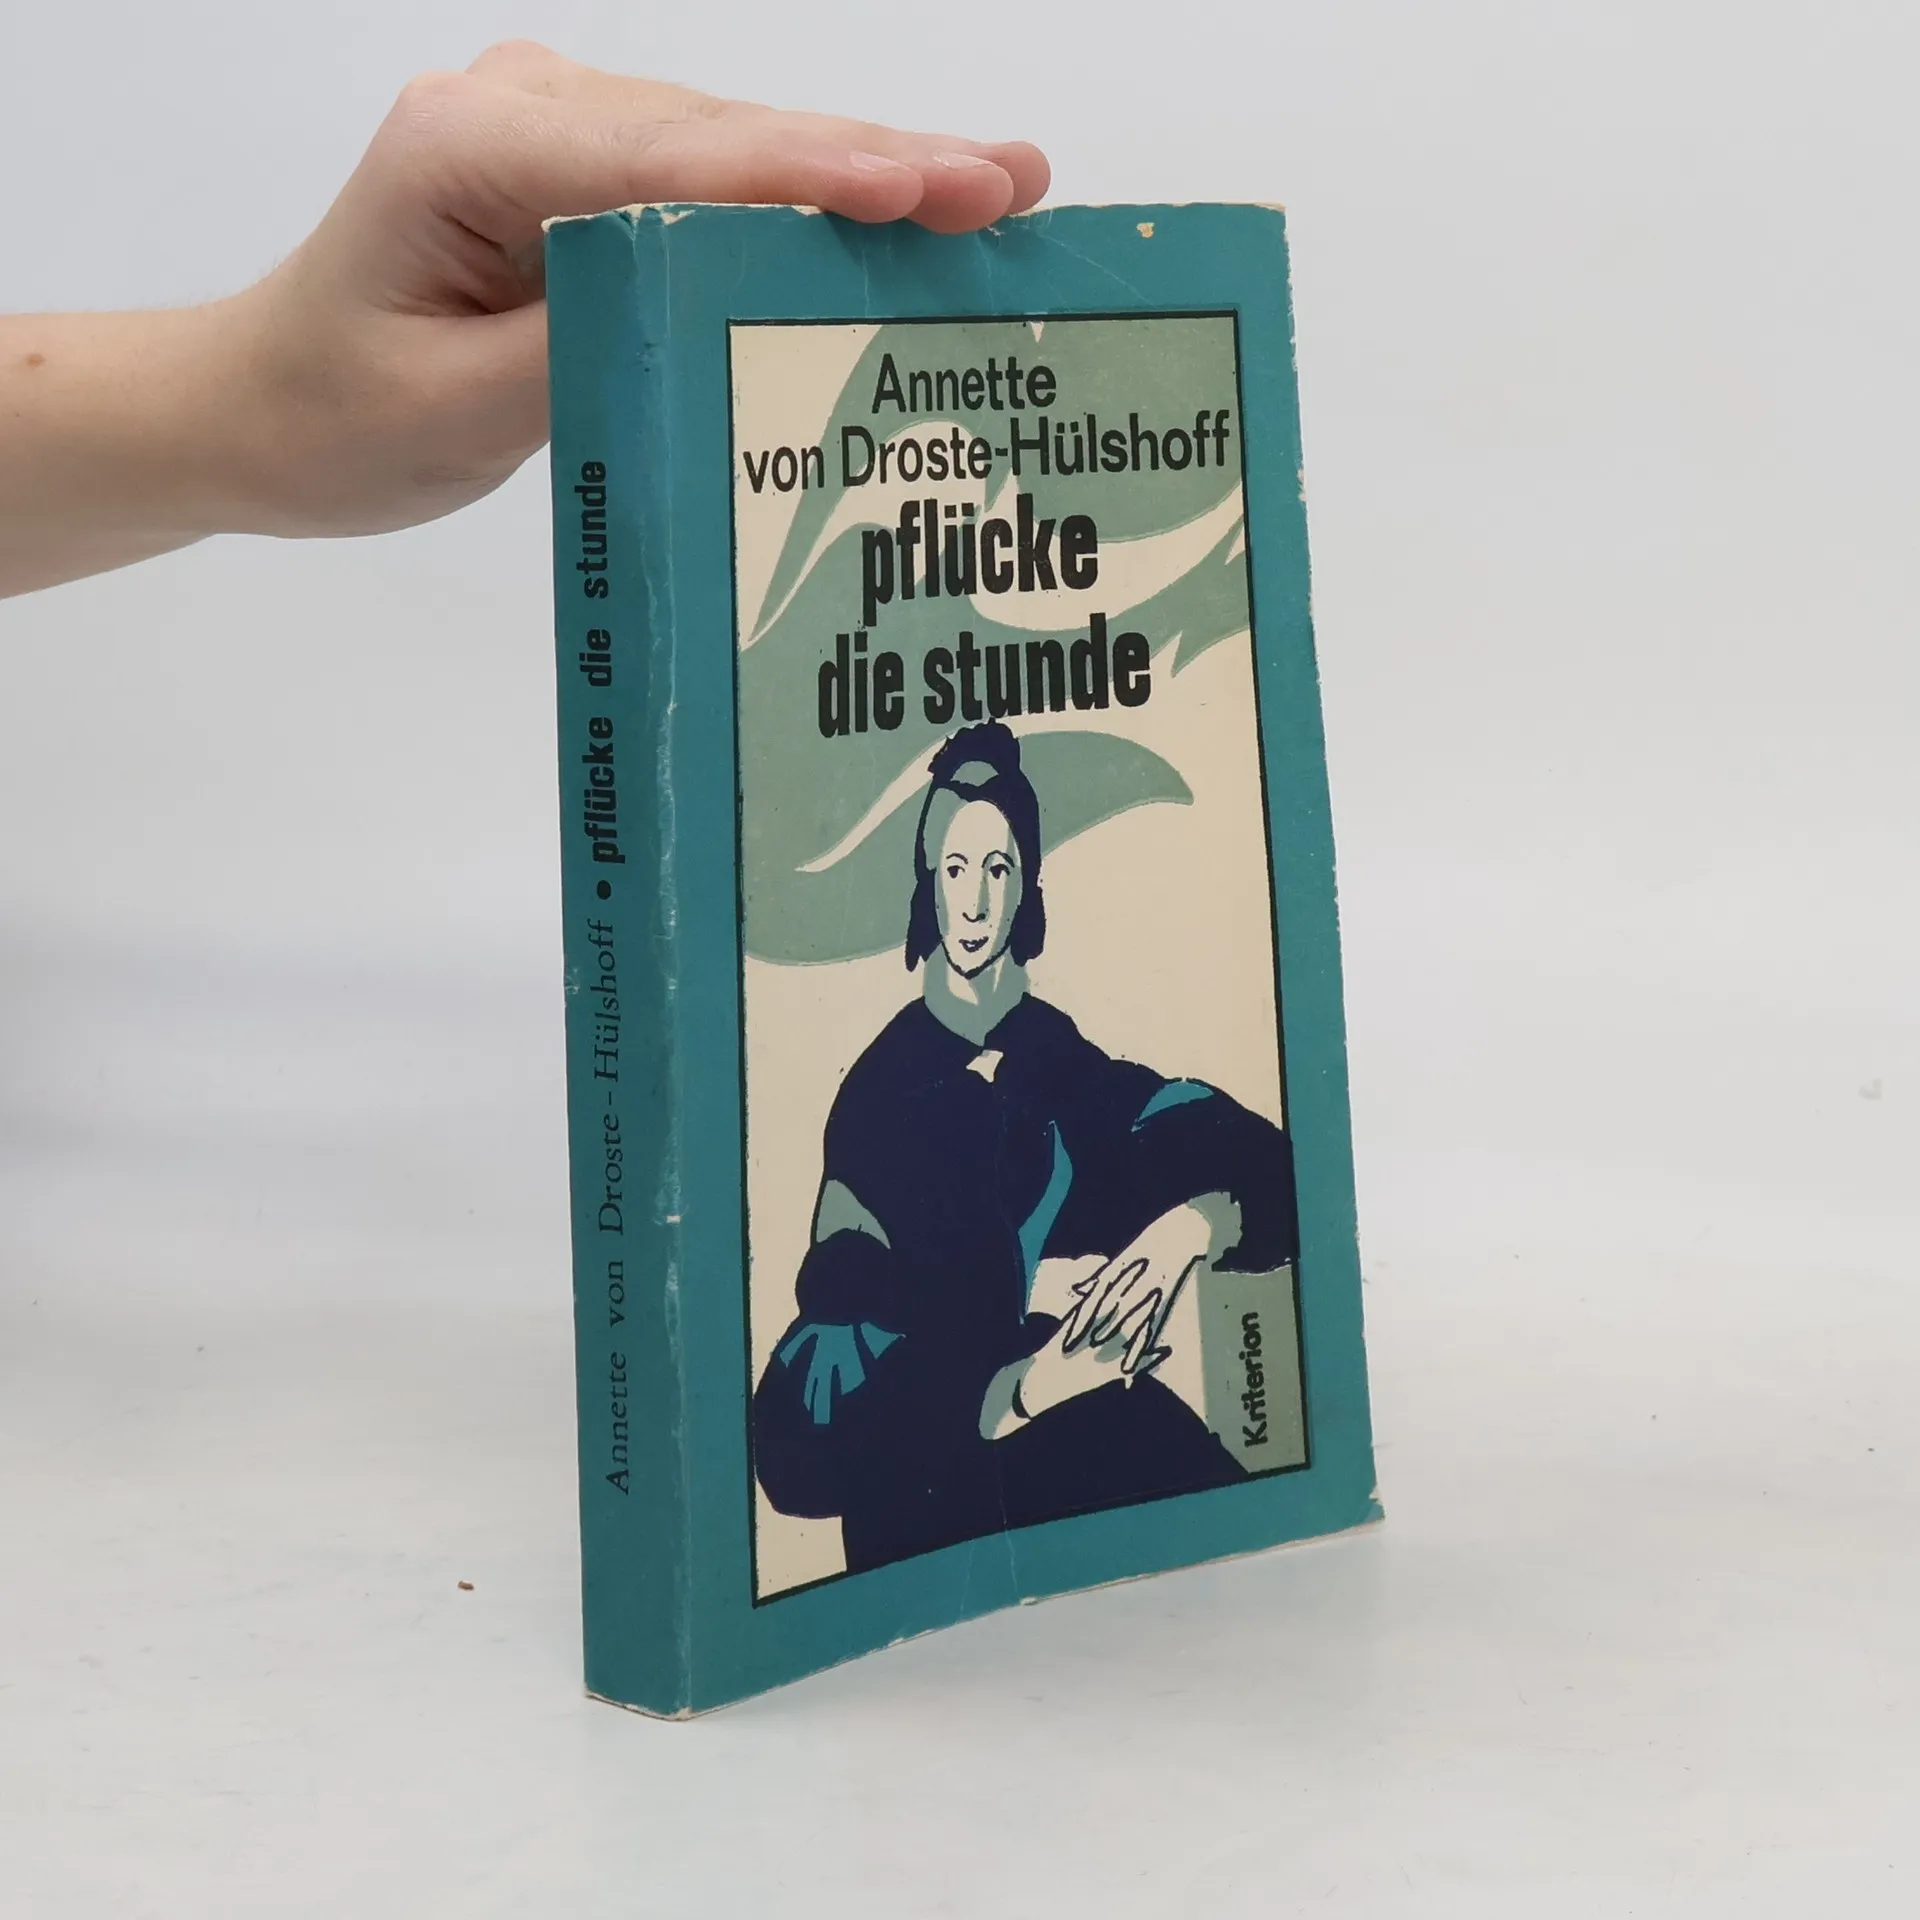 Annette
von Droste-Hülshoff
pflücke
die stunde
Kriterion
Annette von Droste-Hülshoff • pflücke die stunde